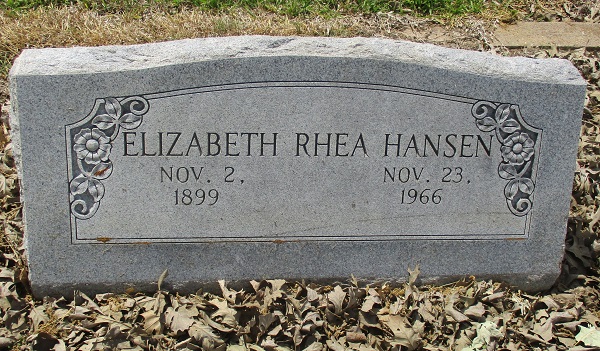 ELIZABETH RHEA HANSEN
NOV. 2, NOV. 23,
1899 1966